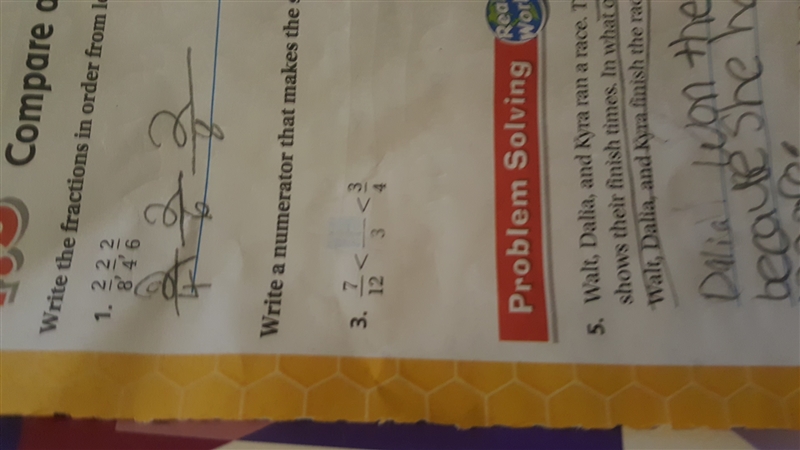 Compare
Write the fractions in order from
1. 2/8, 2/4, 2/6
2/4 2/6 2/8
Write a numerator that makes the
3. 7/12 < __/3 < 3/4
Problem Solving
5. Walt, Dalia, and Kyra ran a race.
shows their finish times. In what
Walt, Dalia, and Kyra finish the
Dalia won the
because she